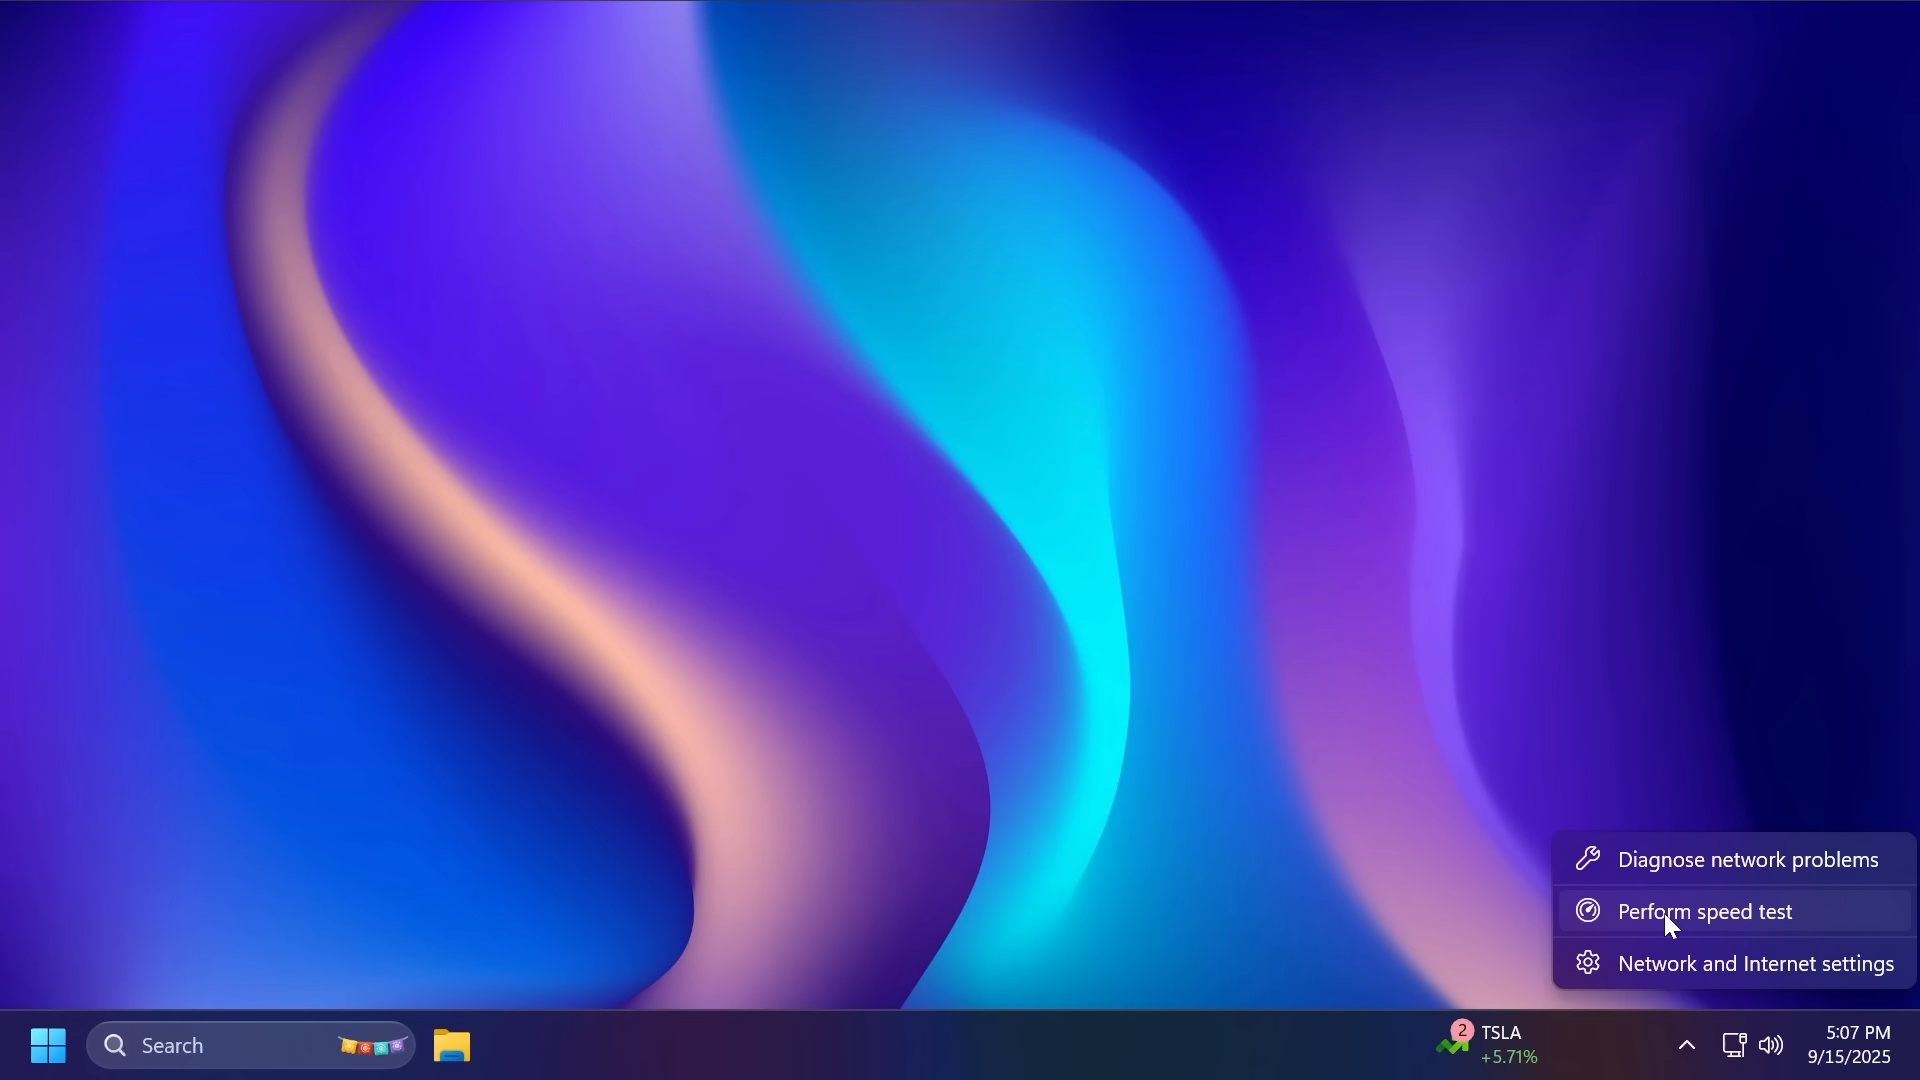 Diagnose network problems
Perform speed test
Network and Internet settings
Search
2
TSLA
+5.71%
5:07 PM
9/15/2025